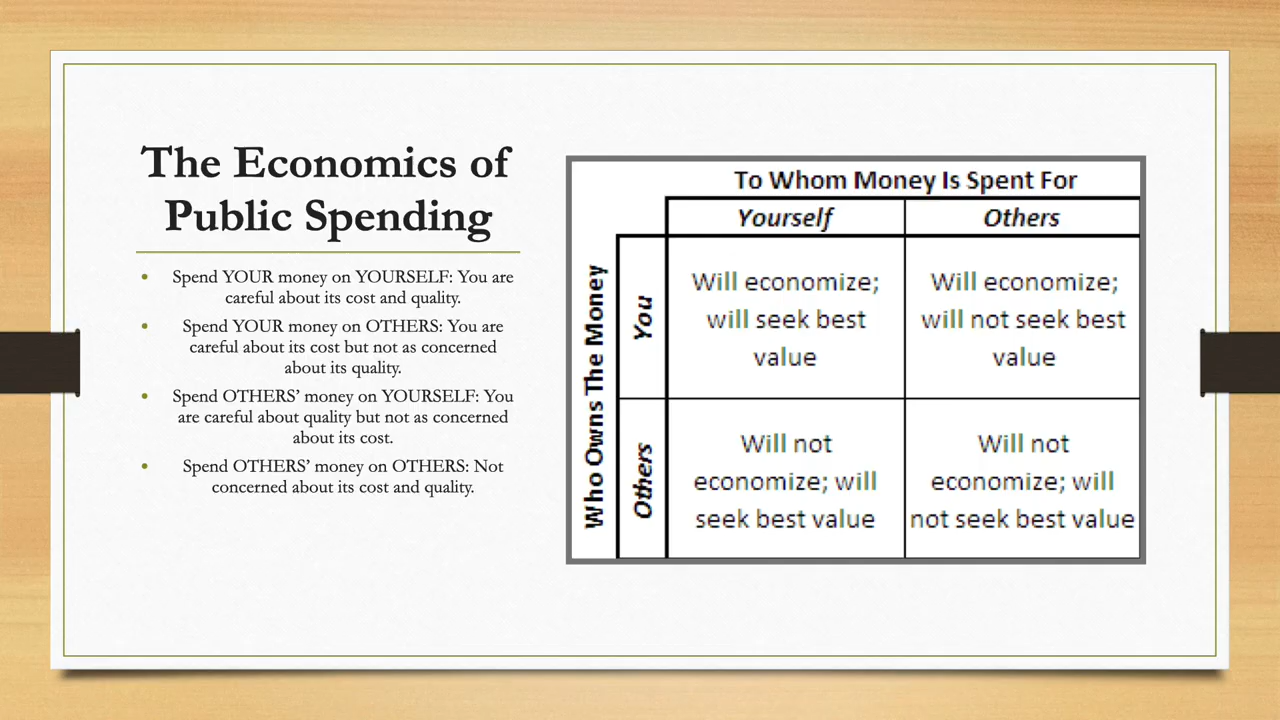 The Economics of
Public Spending
• Spend YOUR money on YOURSELF: You are
careful about its cost and quality.
• Spend YOUR money on OTHERS: You are
careful about its cost but not as concerned
about its quality.
• Spend OTHERS’ money on YOURSELF: You
are careful about quality but not as concerned
about its cost.
• Spend OTHERS’ money on OTHERS: Not
concerned about its cost and quality.
To Whom Money Is Spent For
Yourself
Others
Who Owns The Money
You
Will economize;
will seek best
value
Will economize;
will not seek best
value
Others
Will not
economize; will
seek best value
Will not
economize; will
not seek best value